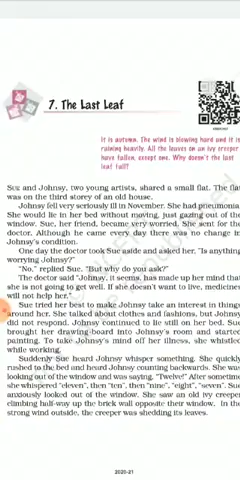 7. The Last Leaf
It is autumn. The wind is blowing hard and it is
raining heavily. All the leaves on an ivy creeper
have fallen, except one. Why doesn't the last
leaf fall?
SUE and Johnsy, two young artists, shared a small flat. The flat
was on the third storey of an old house.
Johnsy fell very seriously ill in November. She had pneumonia.
She would lie in her bed without moving, just gazing out of the
window. Sue, her friend, became very worried. She sent for the
doctor. Although he came every day there was no change in
Johnsy's condition.
One day the doctor took Sue aside and asked her, "Is anything
worrying Johnsy?"
"No," replied Sue. "But why do you ask?"
The doctor said "Johnsy, it seems, has made up her mind that
she is not going to get well. If she doesn't want to live, medicines
will not help her."
Sue tried her best to make Johnsy take an interest in things
around her. She talked about clothes and fashions, but Johnsy
did not respond. Johnsy continued to lie still on her bed. Sue
brought her drawing-board into Johnsy's room and started
painting. To take Johnsy's mind off her illness, she whistled
while working.
Suddenly Sue heard Johnsy whisper something. She quickly
rushed to the bed and heard Johnsy counting backwards. She was
looking out of the window and was saying, "Twelve!" After sometime
she whispered "eleven", then "ten", then "nine", "eight", "seven". Sue
anxiously looked out of the window. She saw an old ivy creeper
climbing half-way up the brick wall opposite their window. In the
strong wind outside, the creeper was shedding its leaves.
2020-21